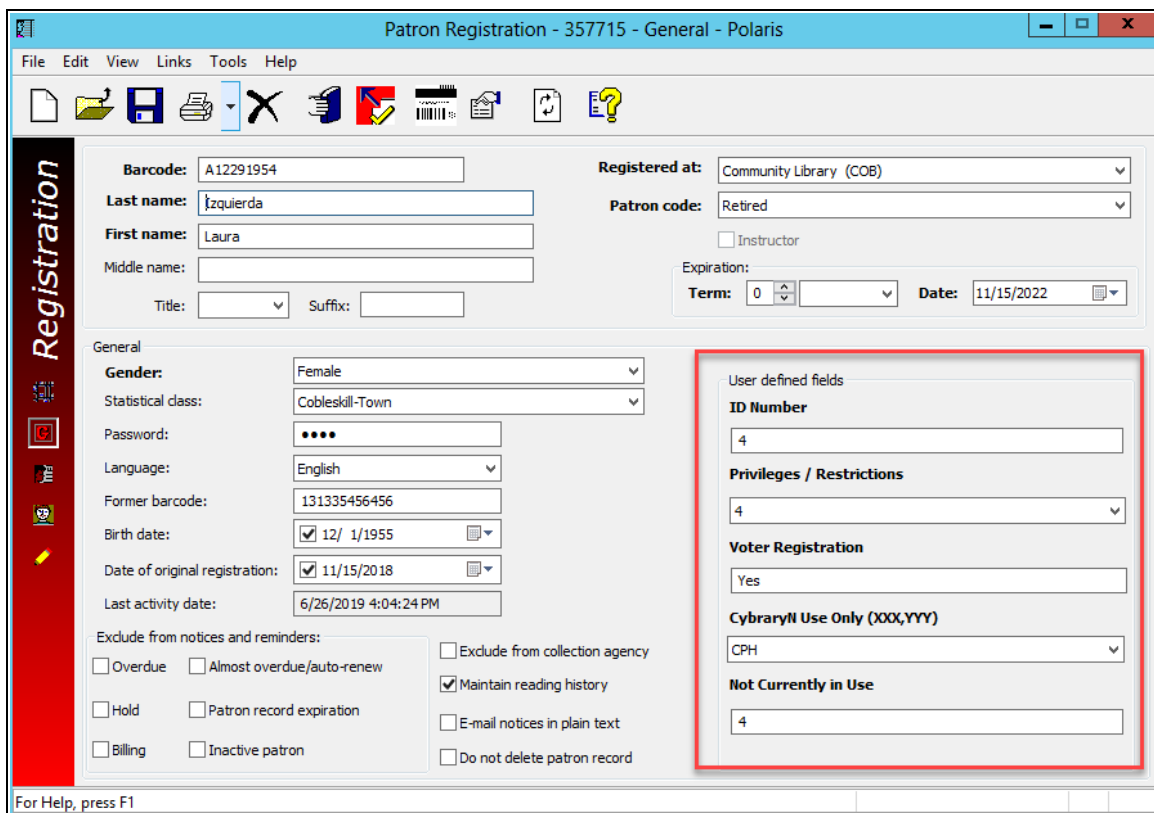 Patron Registration - 357715 - General - Polaris
File Edit View Links Tools Help
Registration
Barcode: A12291954
Registered at: Community Library (COB)
Last name: Izquierda
Patron code: Retired
First name: Laura
Instructor
Middle name:
Expiration:
Term: 0 Date: 11/15/2022
Title: Suffix:
General
Gender: Female
Statistical class: Cobleskill-Town
Password: ••••
Language: English
Former barcode: 131335456456
Birth date: 12/ 1/1955
Date of original registration: 11/15/2018
Last activity date: 6/26/2019 4:04:24 PM
Exclude from notices and reminders:
Overdue Almost overdue/auto-renew
Hold Patron record expiration
Billing Inactive patron
Exclude from collection agency
Maintain reading history
E-mail notices in plain text
Do not delete patron record
User defined fields
ID Number
4
Privileges / Restrictions
4
Voter Registration
Yes
CybraryN Use Only (XXX,YYY)
CPH
Not Currently in Use
4
For Help, press F1